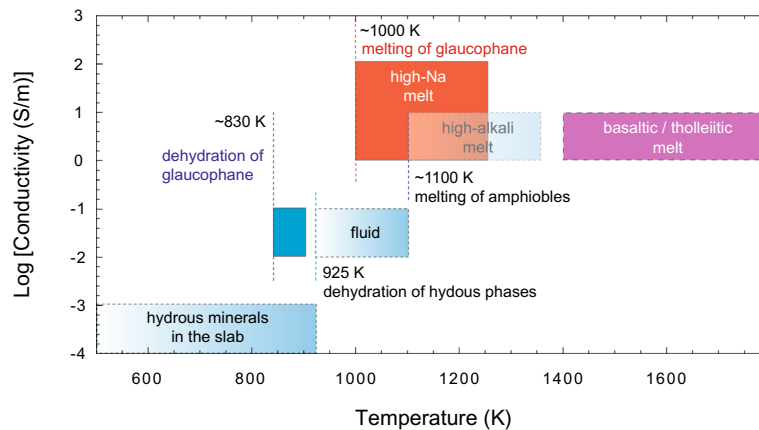 ~1000 K
melting of glaucophane
high-Na
melt
~830 K
dehydration of
glaucophane
high-alkali
melt
basaltic / tholleiitic
melt
~1100 K
melting of amphiobles
fluid
925 K
dehydration of hydous phases
hydrous minerals
in the slab
3
2
1
0
-1
-2
-3
-4
Log [Conductivity (S/m)]
600 800 1000 1200 1400 1600
Temperature (K)